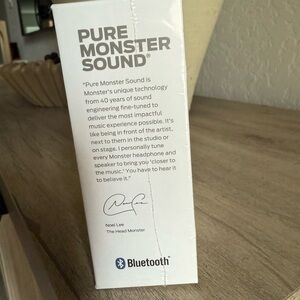 PURE
MONSTER
SOUND®
“Pure Monster Sound is
Monster's unique technology
from 40 years of sound
engineering fine-tuned to
deliver the most impactful
music experience possible. It's
like being in front of the artist,
next to them in the studio or
on stage. I personally tune
every Monster headphone and
speaker to bring you 'closer to
the music.' You have to hear it
to believe it.”
Noel Lee
The Head Monster
Bluetooth®